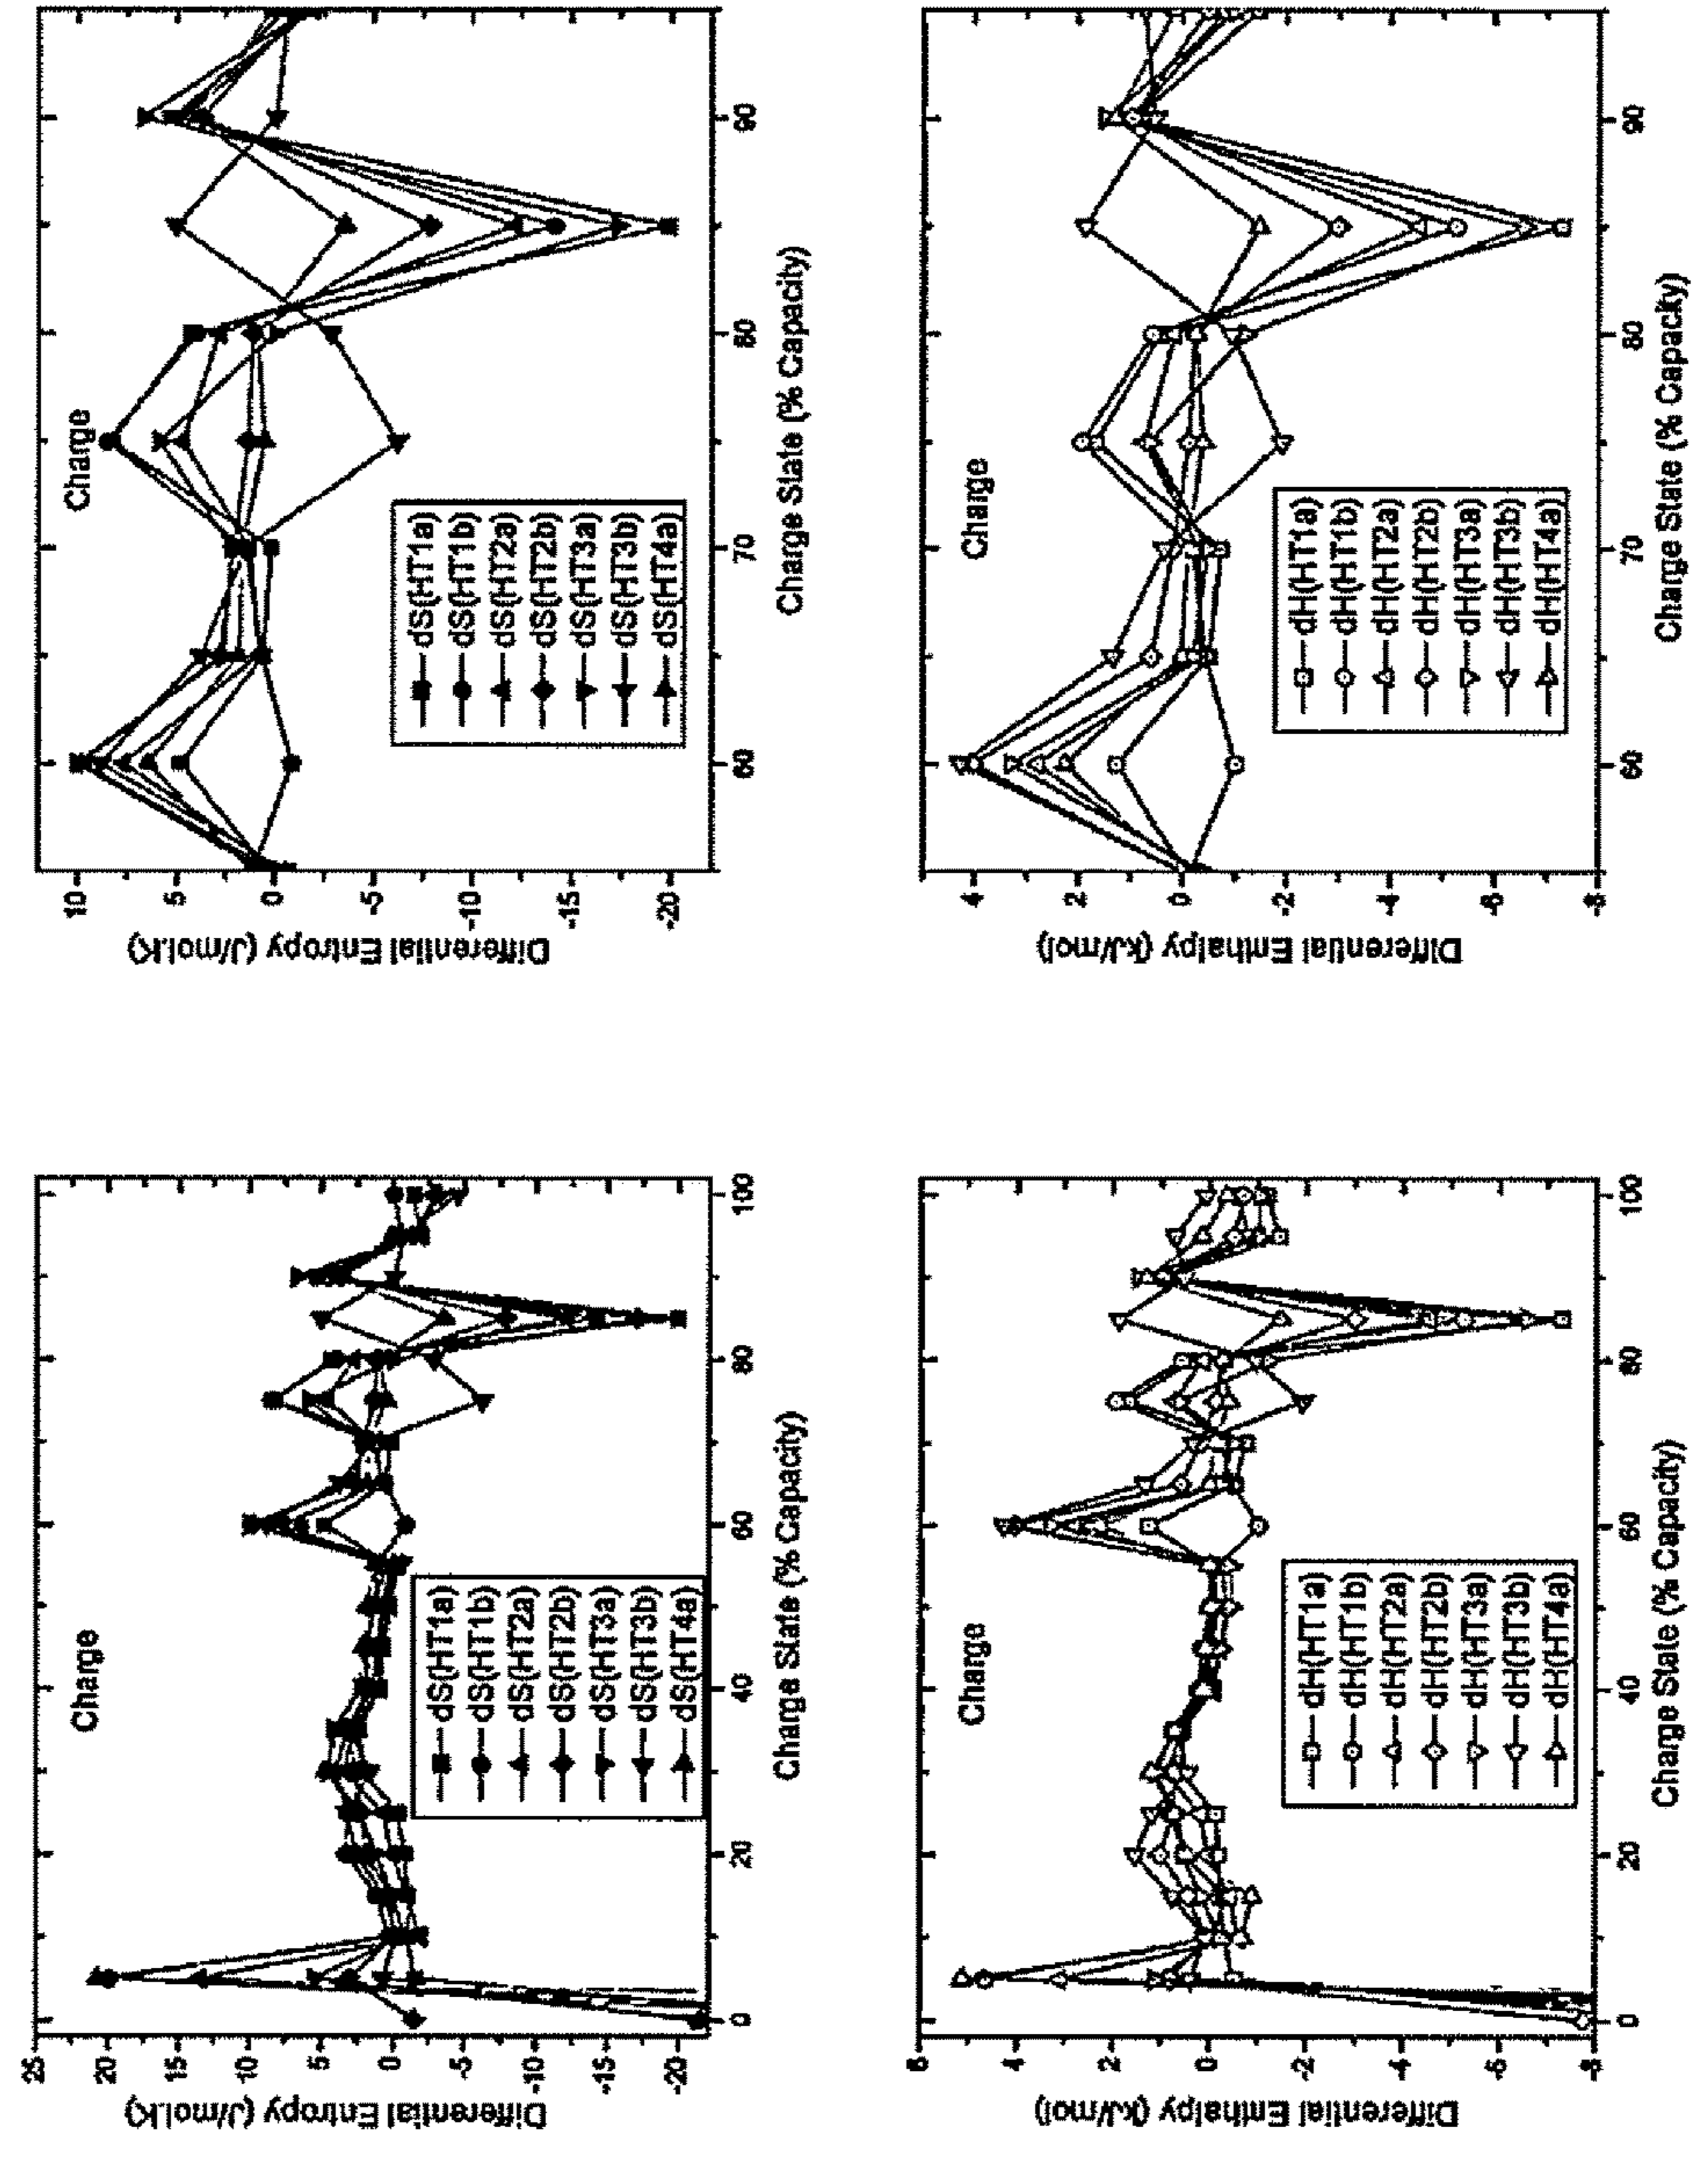 Differential Entropy (J/mol.K)
25
20
15
10
5
0
-5
-10
-15
-20
Charge
dS(HT1a)
dS(HT1b)
dS(HT2a)
dS(HT2b)
dS(HT3a)
dS(HT3b)
dS(HT4a)
0 20 40 60 80 100
Charge State (% Capacity)
Differential Entropy (J/mol.K)
10
5
0
-5
-10
-15
-20
Charge
dS(HT1a)
dS(HT1b)
dS(HT2a)
dS(HT2b)
dS(HT3a)
dS(HT3b)
dS(HT4a)
60 70 80 90
Charge State (% Capacity)
Differential Enthalpy (kJ/mol)
6
4
2
0
-2
-4
-6
-8
Charge
dH(HT1a)
dH(HT1b)
dH(HT2a)
dH(HT2b)
dH(HT3a)
dH(HT3b)
dH(HT4a)
0 20 40 60 80 100
Charge State (% Capacity)
Differential Enthalpy (kJ/mol)
4
2
0
-2
-4
-6
-8
Charge
dH(HT1a)
dH(HT1b)
dH(HT2a)
dH(HT2b)
dH(HT3a)
dH(HT3b)
dH(HT4a)
60 70 80 90
Charge State (% Capacity)